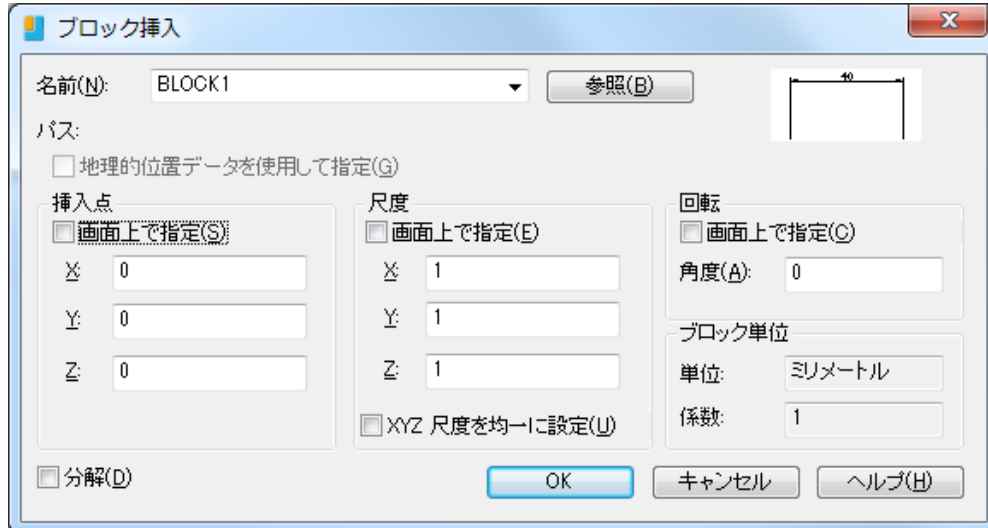 ブロック挿入
名前(N): BLOCK1 参照(B)
40
パス:
地理的位置データを使用して指定(G)
挿入点 尺度 回転
画面上で指定(S) 画面上で指定(E) 画面上で指定(C)
X: 0 X: 1 角度(A): 0
Y: 0 Y: 1
ブロック単位
Z: 0 Z: 1 単位: ミリメートル
XYZ 尺度を均一に設定(U) 係数: 1
分解(D) OK キャンセル ヘルプ(H)